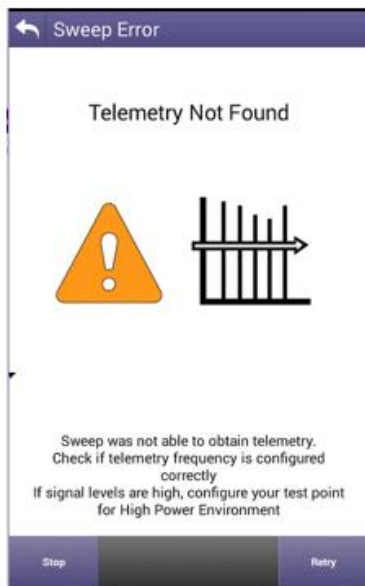 Sweep Error
Telemetry Not Found
Sweep was not able to obtain telemetry.
Check if telemetry frequency is configured
correctly
If signal levels are high, configure your test point
for High Power Environment
Stop
Retry